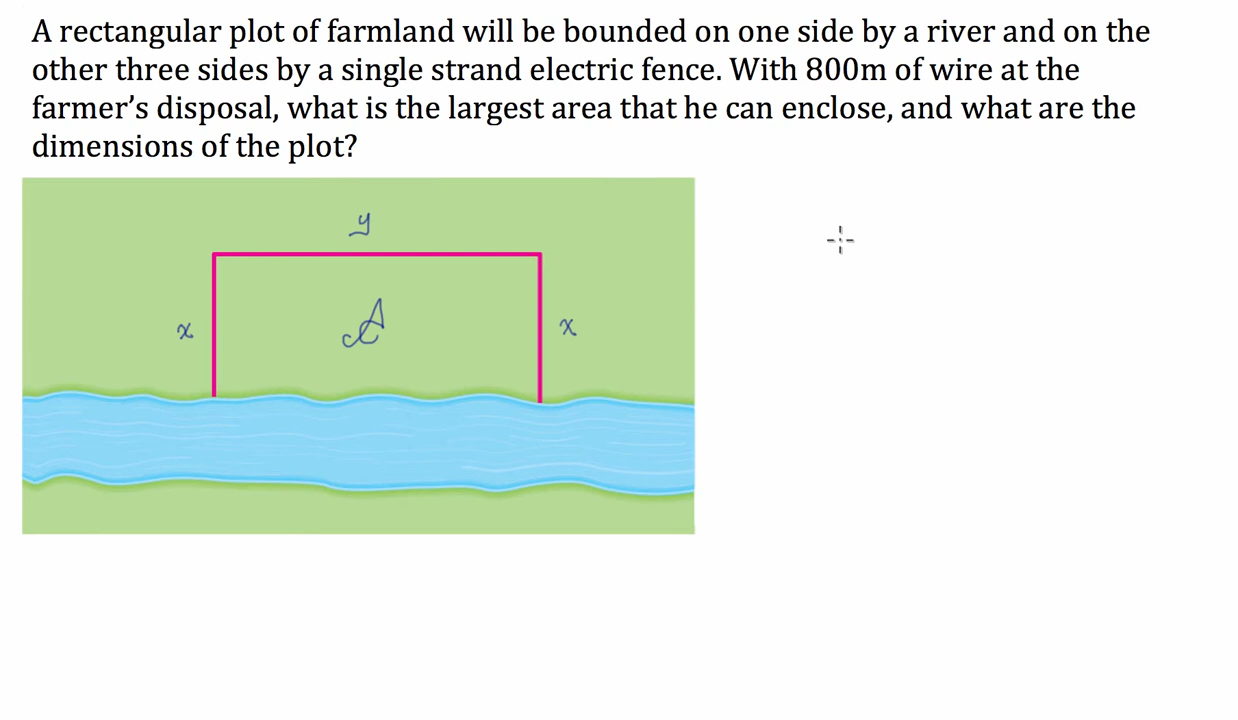 A rectangular plot of farmland will be bounded on one side by a river and on the
other three sides by a single strand electric fence. With 800m of wire at the
farmer’s disposal, what is the largest area that he can enclose, and what are the
dimensions of the plot?
y
x
A
x